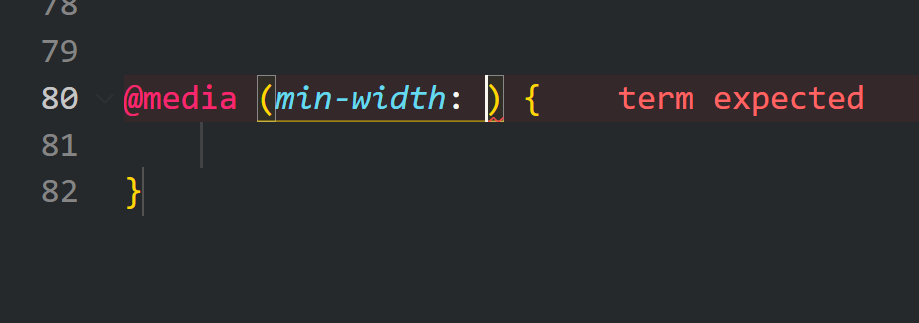 78
79
80 @media (min-width: ) { term expected
81
82 }